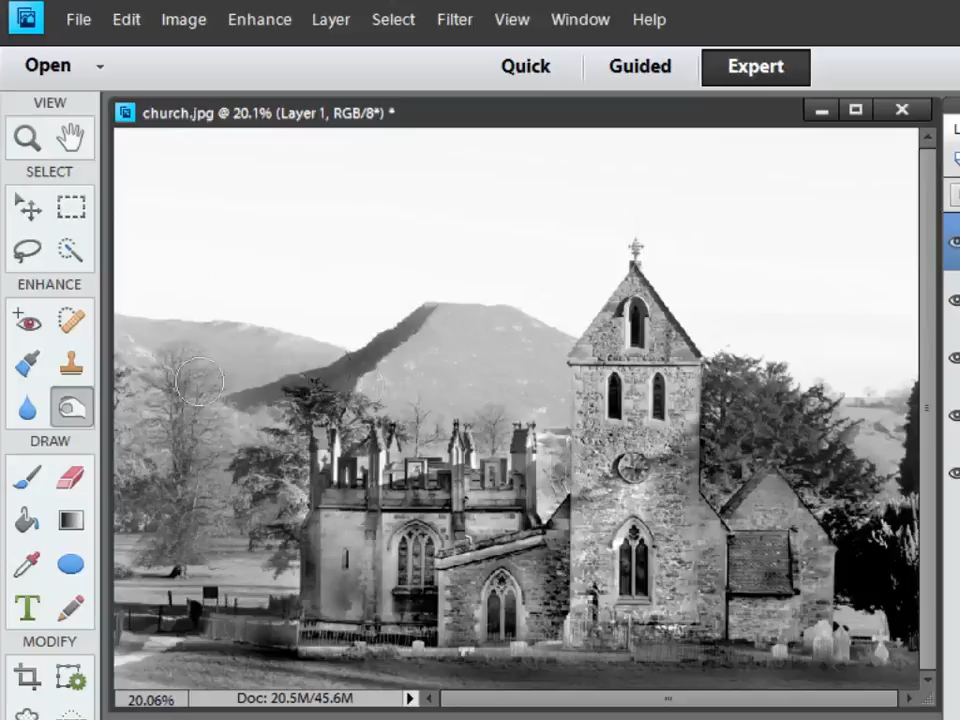 File Edit Image Enhance Layer Select Filter View Window Help
Open Quick Guided Expert
VIEW
church.jpg @ 20.1% (Layer 1, RGB/8*) *
SELECT
ENHANCE
DRAW
MODIFY
20.06% Doc: 20.5M/45.6M